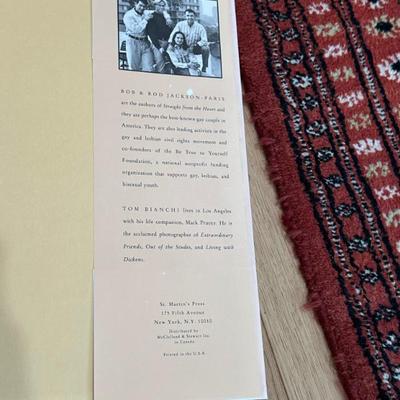 BOB & ROD JACKSON-PARIS
are the authors of Straight from the Heart and
they are perhaps the best-known gay couple in
America. They are also leading activists in the
gay and lesbian civil rights movement and
co-founders of the Be True to Yourself
Foundation, a national nonprofit funding
organization that supports gay, lesbian, and
bisexual youth.
TOM BIANCHI lives in Los Angeles
with his life companion, Mark Prunty. He is
the acclaimed photographer of Extraordinary
Friends, Out of the Studio, and Living with
Dickens.
St. Martin's Press
175 Fifth Avenue
New York, N.Y. 10010
Distributed by
McClelland & Stewart Inc.
in Canada
Printed in the U.S.A.